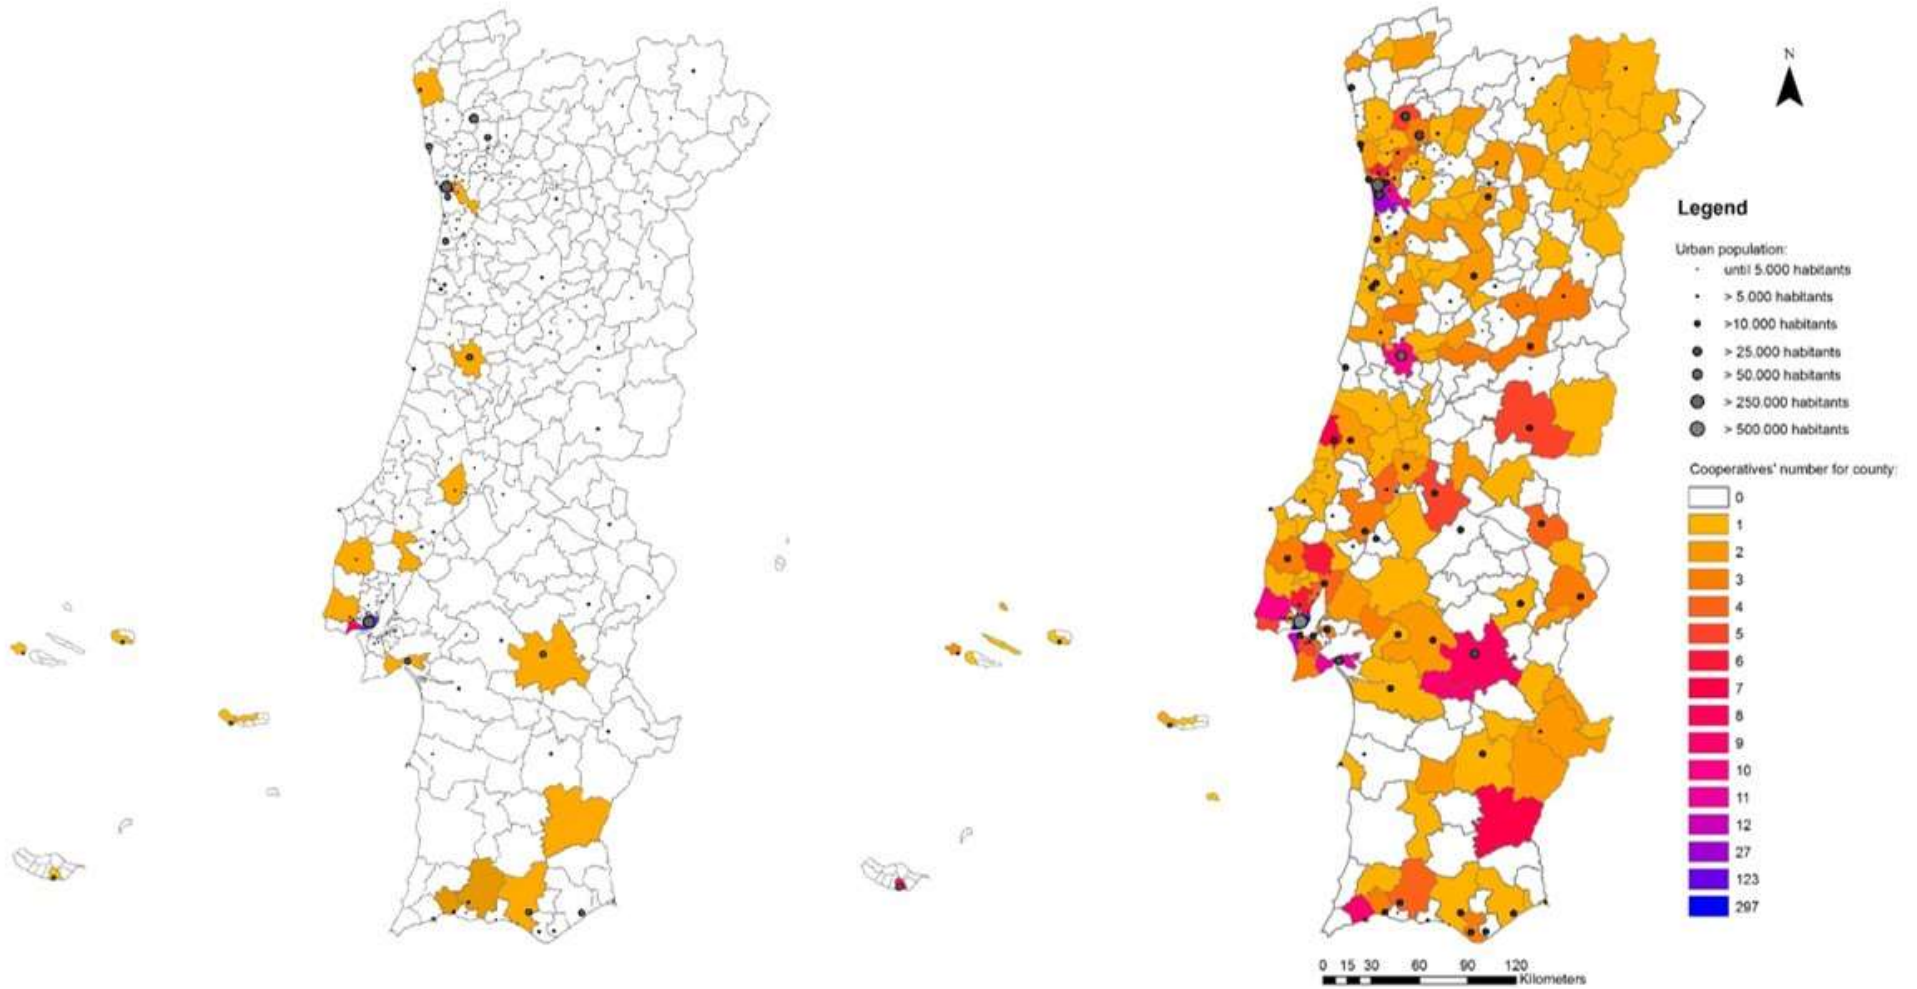 N
Legend
Urban population:
until 5.000 habitants
> 5.000 habitants
>10.000 habitants
> 25.000 habitants
> 50.000 habitants
> 250.000 habitants
> 500.000 habitants
Cooperatives' number for county:
0
1
2
3
4
5
6
7
8
9
10
11
12
27
123
297
0 15 30 60 90 120
Kilometers